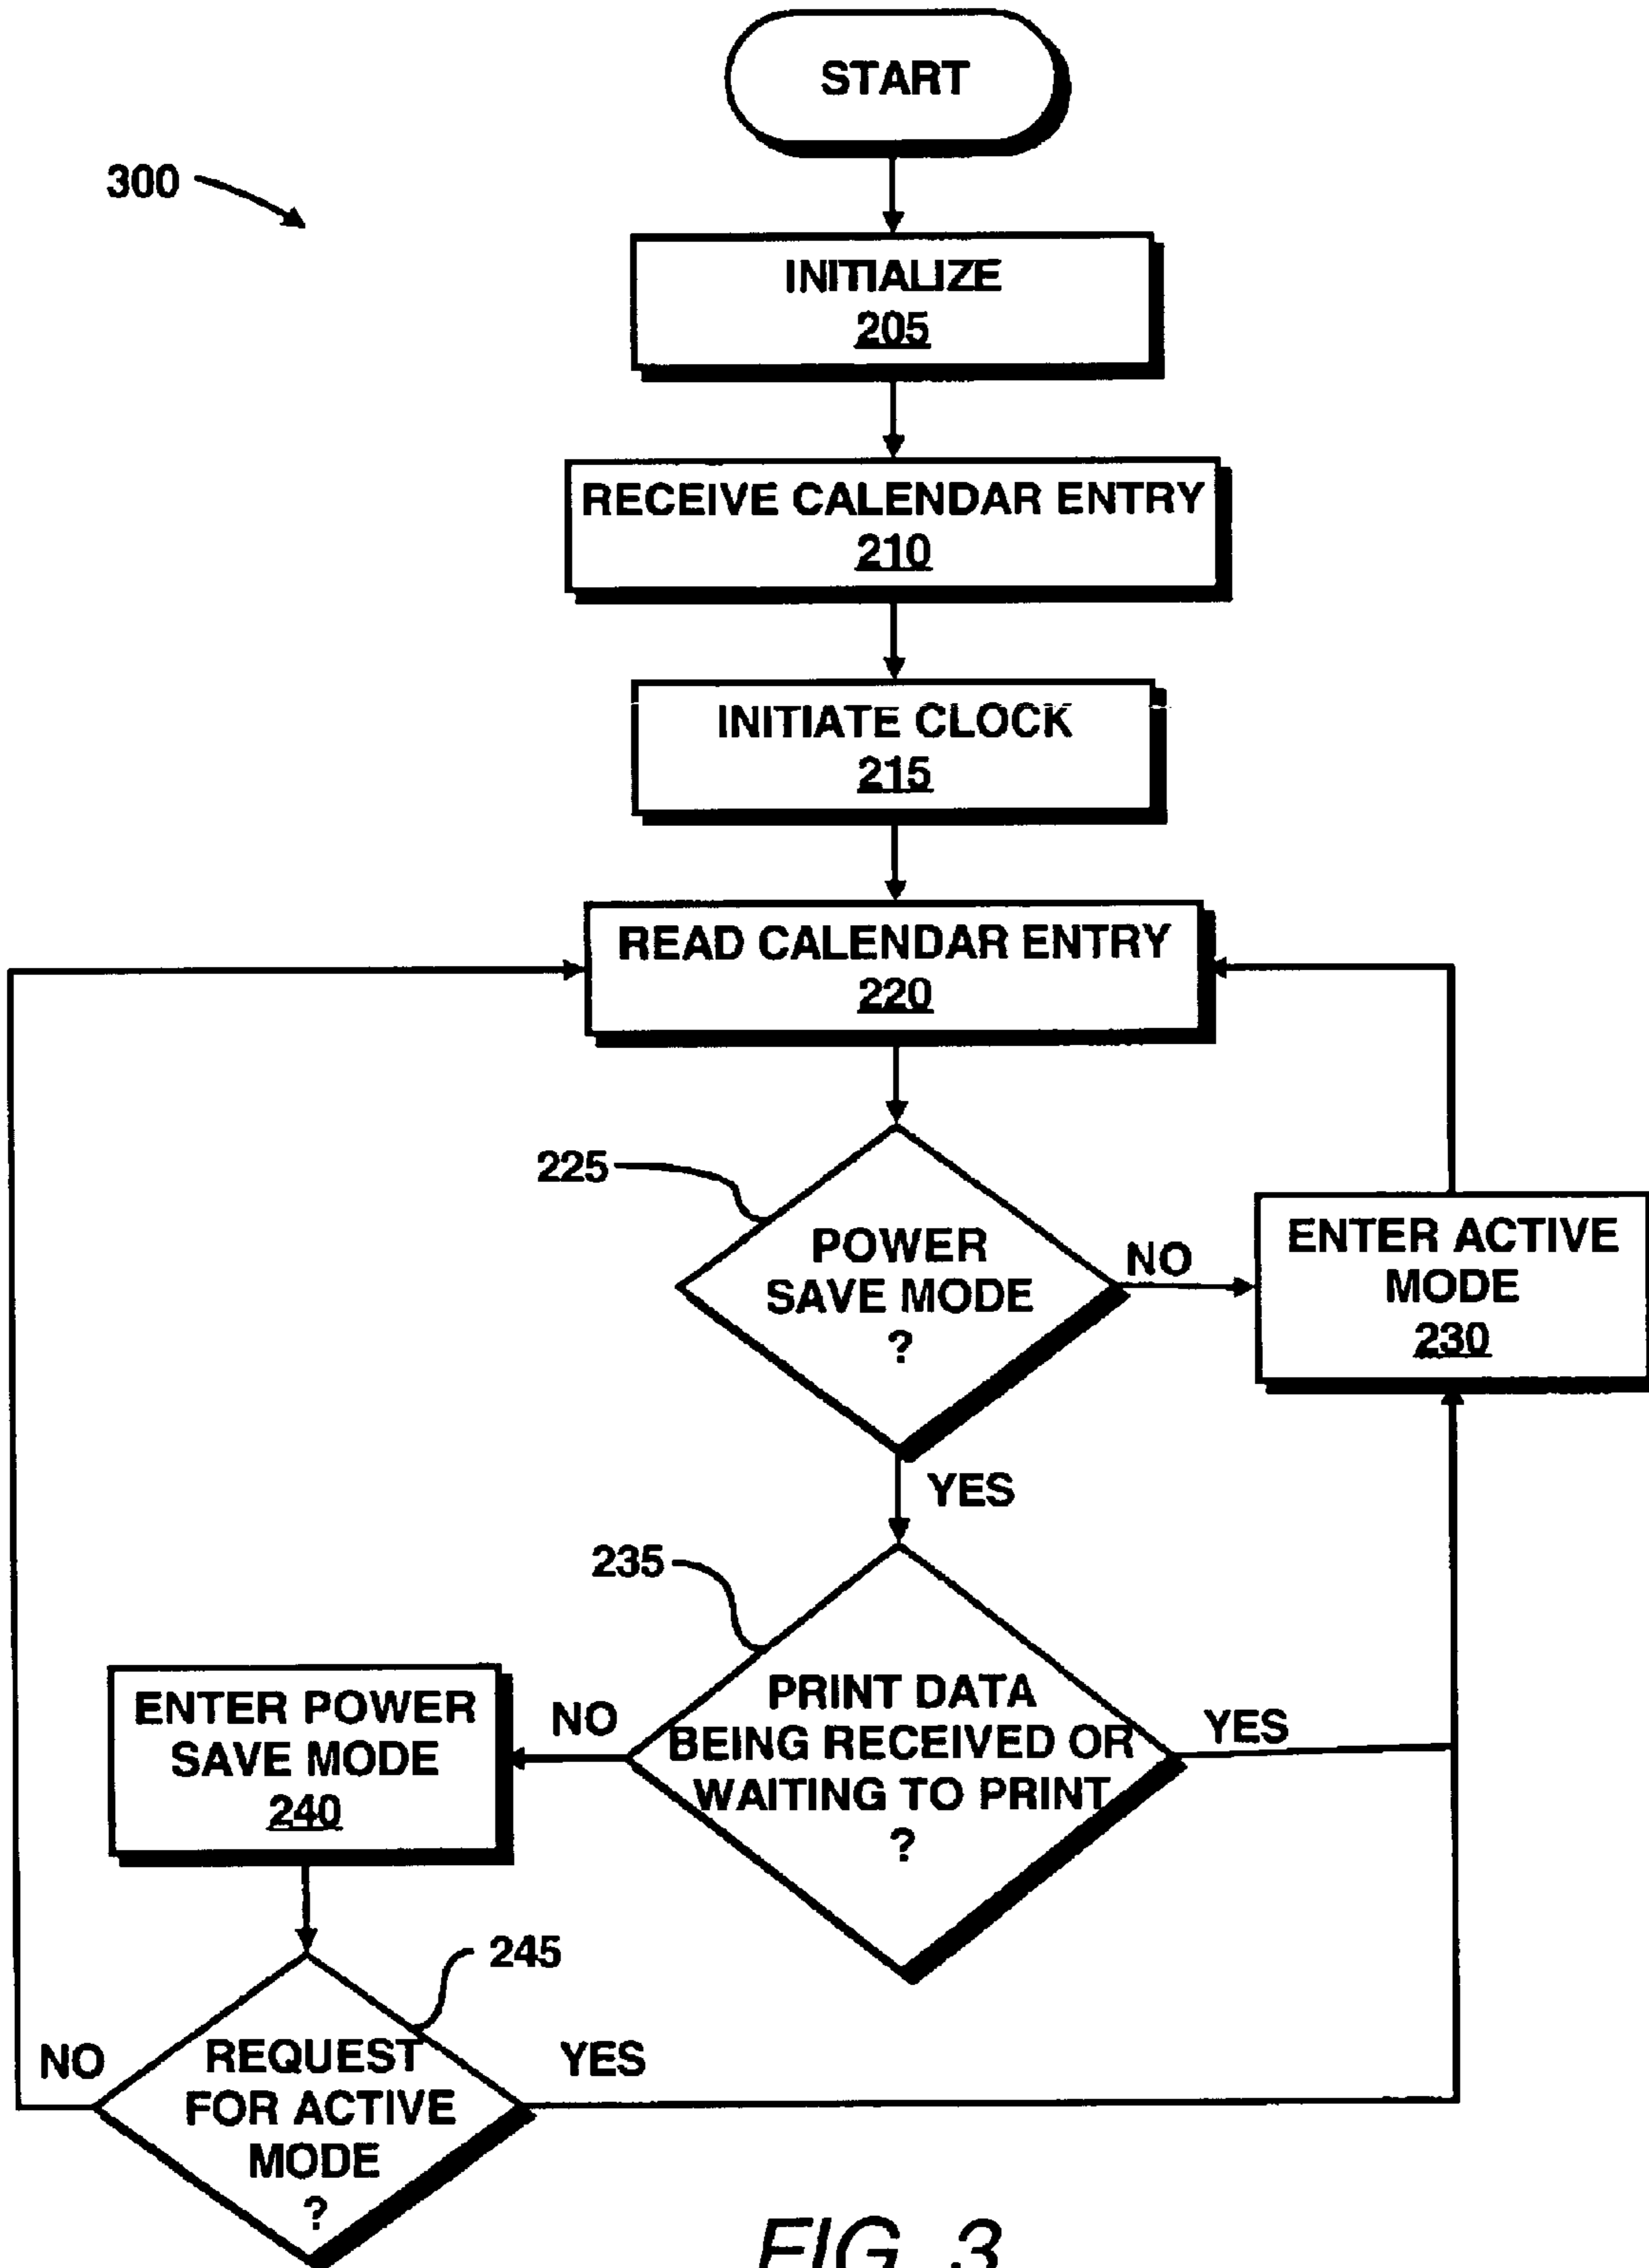 START
300
INITIALIZE
205
RECEIVE CALENDAR ENTRY
210
INITIATE CLOCK
215
READ CALENDAR ENTRY
220
225
POWER
SAVE MODE
?
NO
ENTER ACTIVE
MODE
230
YES
235
PRINT DATA
BEING RECEIVED OR
WAITING TO PRINT
?
YES
NO
ENTER POWER
SAVE MODE
240
245
REQUEST
FOR ACTIVE
MODE
?
NO
YES
FIG. 3